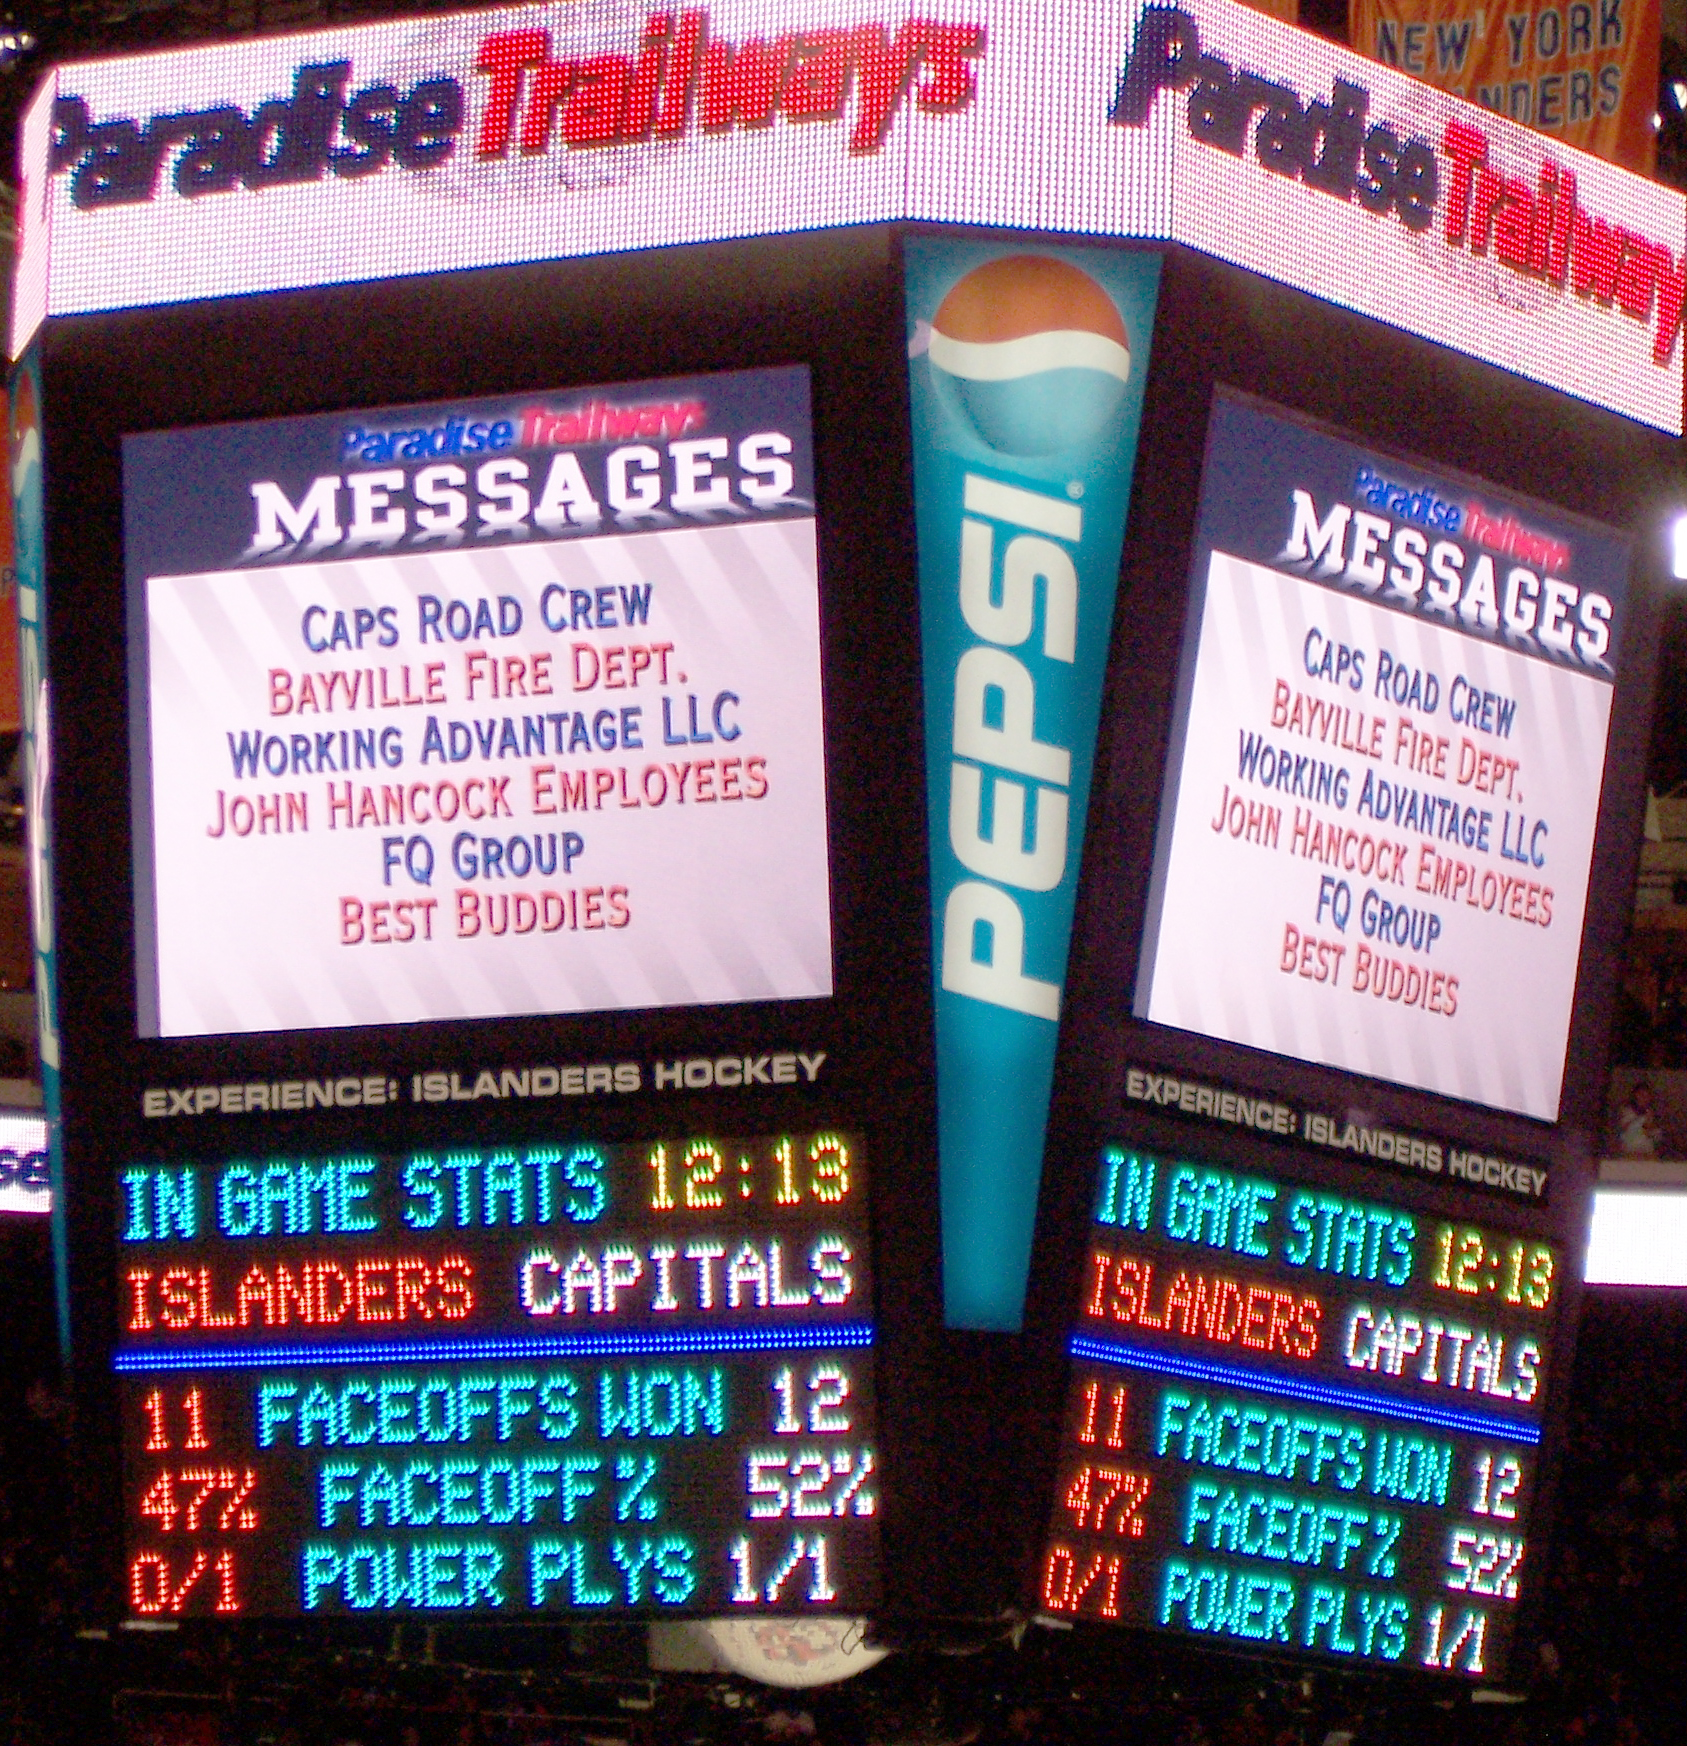 Paradise Trailways
Paradise Trailway
NEW YORK
NDERS
Paradise Trailways
MESSAGES
CAPS ROAD CREW
BAYVILLE FIRE DEPT.
WORKING ADVANTAGE LLC
JOHN HANCOCK EMPLOYEES
FQ GROUP
BEST BUDDIES
EXPERIENCE: ISLANDERS HOCKEY
IN GAME STATS 12:13
ISLANDERS CAPITALS
11 FACEOFFS WON 12
47% FACEOFF % 52%
0/1 POWER PLYS 1/1
PEPSI®
Paradise Trailways
MESSAGES
CAPS ROAD CREW
BAYVILLE FIRE DEPT.
WORKING ADVANTAGE LLC
JOHN HANCOCK EMPLOYEES
FQ GROUP
BEST BUDDIES
EXPERIENCE: ISLANDERS HOCKEY
IN GAME STATS 12:13
ISLANDERS CAPITALS
11 FACEOFFS WON 12
47% FACEOFF % 52%
0/1 POWER PLYS 1/1